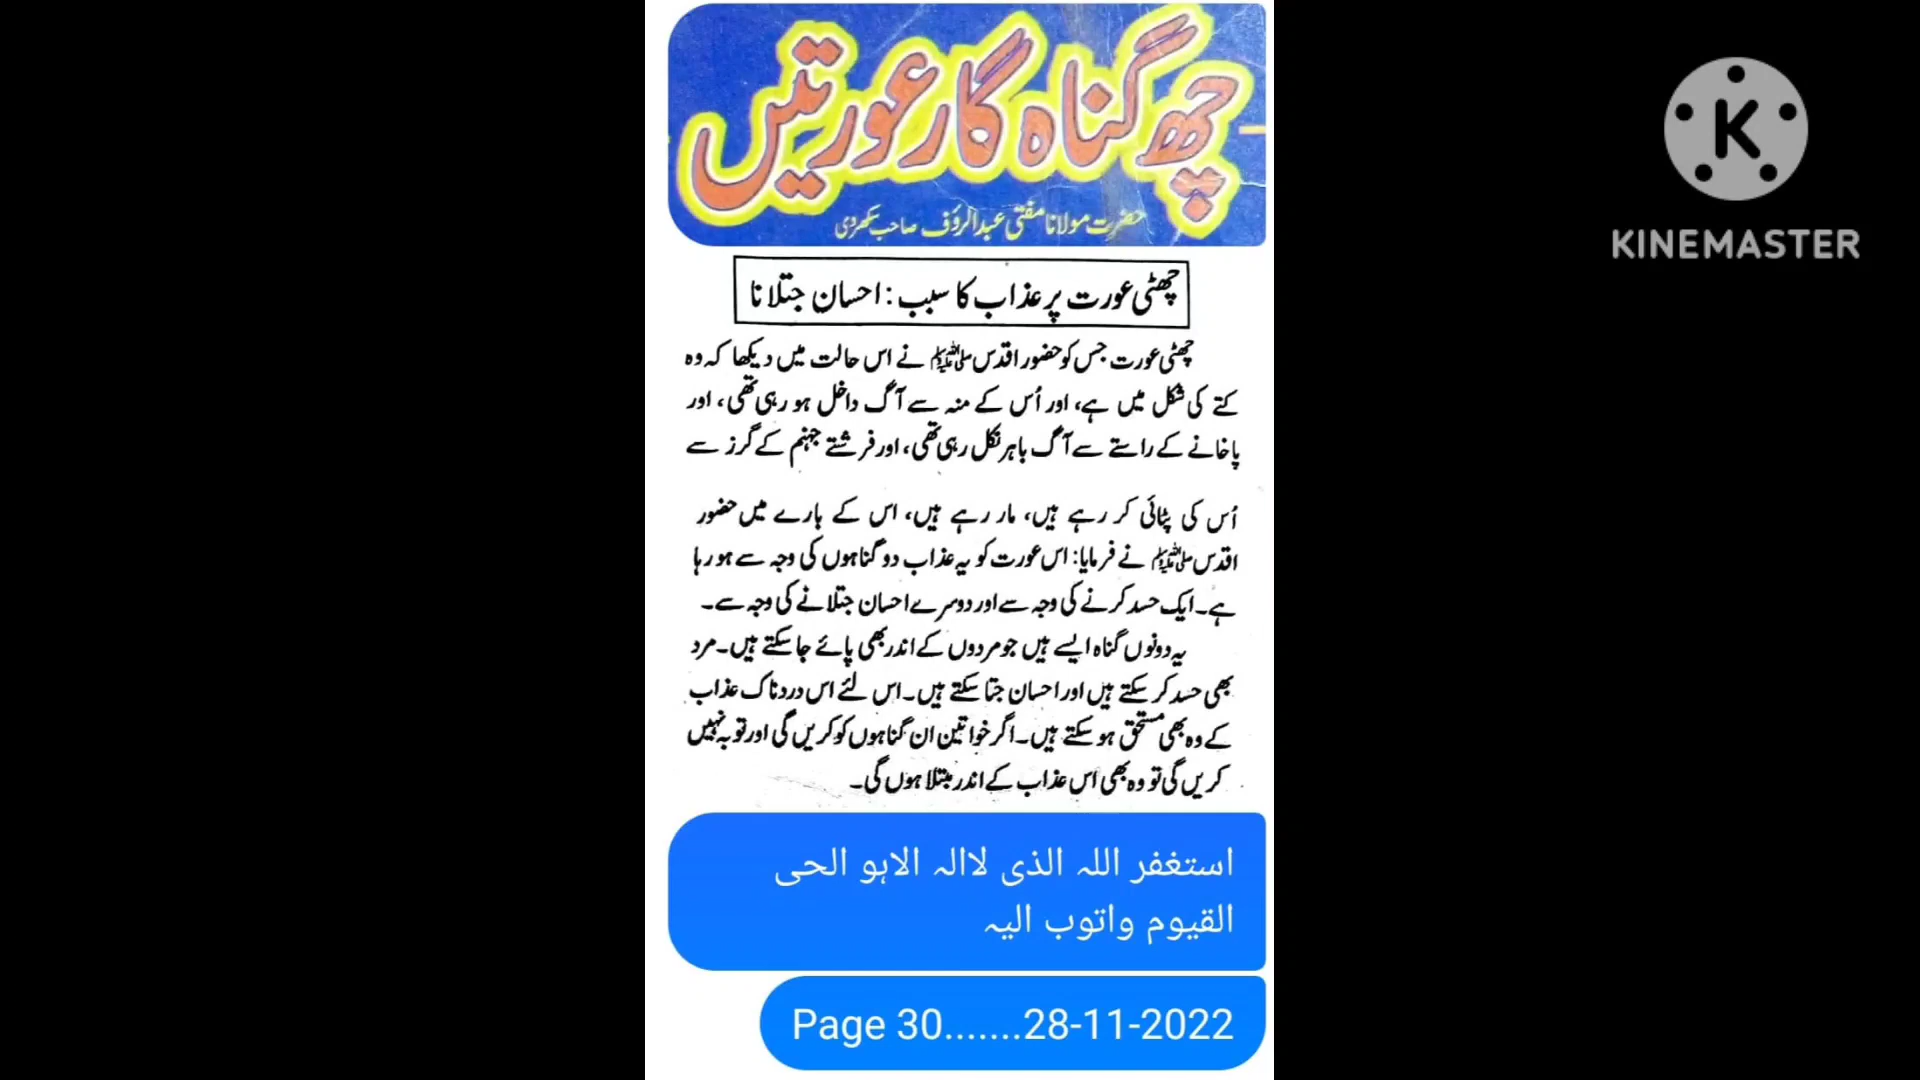 چھ گناہ گار عورتیں
حضرت مولانا مفتی عبدالرؤف صاحب سکھروی
KINEMASTER
چھٹی عورت پر عذاب کا سبب : احسان جتلانا
چھٹی عورت جس کو حضور اقدس ﷺ نے اس حالت میں دیکھا کہ وہ
کتے کی شکل میں ہے، اور اُس کے منہ سے آگ داخل ہو رہی تھی، اور
پاخانے کے راستے سے آگ باہر نکل رہی تھی، اور فرشتے جہنم کے گرز سے
اُس کی پٹائی کر رہے ہیں، مار رہے ہیں، اس کے بارے میں حضور
اقدس ﷺ نے فرمایا: اس عورت کو یہ عذاب دو گناہوں کی وجہ سے ہو رہا
ہے۔ ایک حسد کرنے کی وجہ سے اور دوسرے احسان جتلانے کی وجہ سے۔
یہ دونوں گناہ ایسے ہیں جو مردوں کے اندر بھی پائے جا سکتے ہیں۔ مرد
بھی حسد کر سکتے ہیں اور احسان جتا سکتے ہیں۔ اس لئے اس دردناک عذاب
کے وہ بھی مستحق ہو سکتے ہیں۔ اگر خواتین ان گناہوں کو کریں گی اور توبہ نہیں
کریں گی تو وہ بھی اس عذاب کے اندر مبتلا ہوں گی۔
استغفر اللہ الذی لاالہ الاہو الحی
القیوم واتوب الیہ
Page 30.......28-11-2022